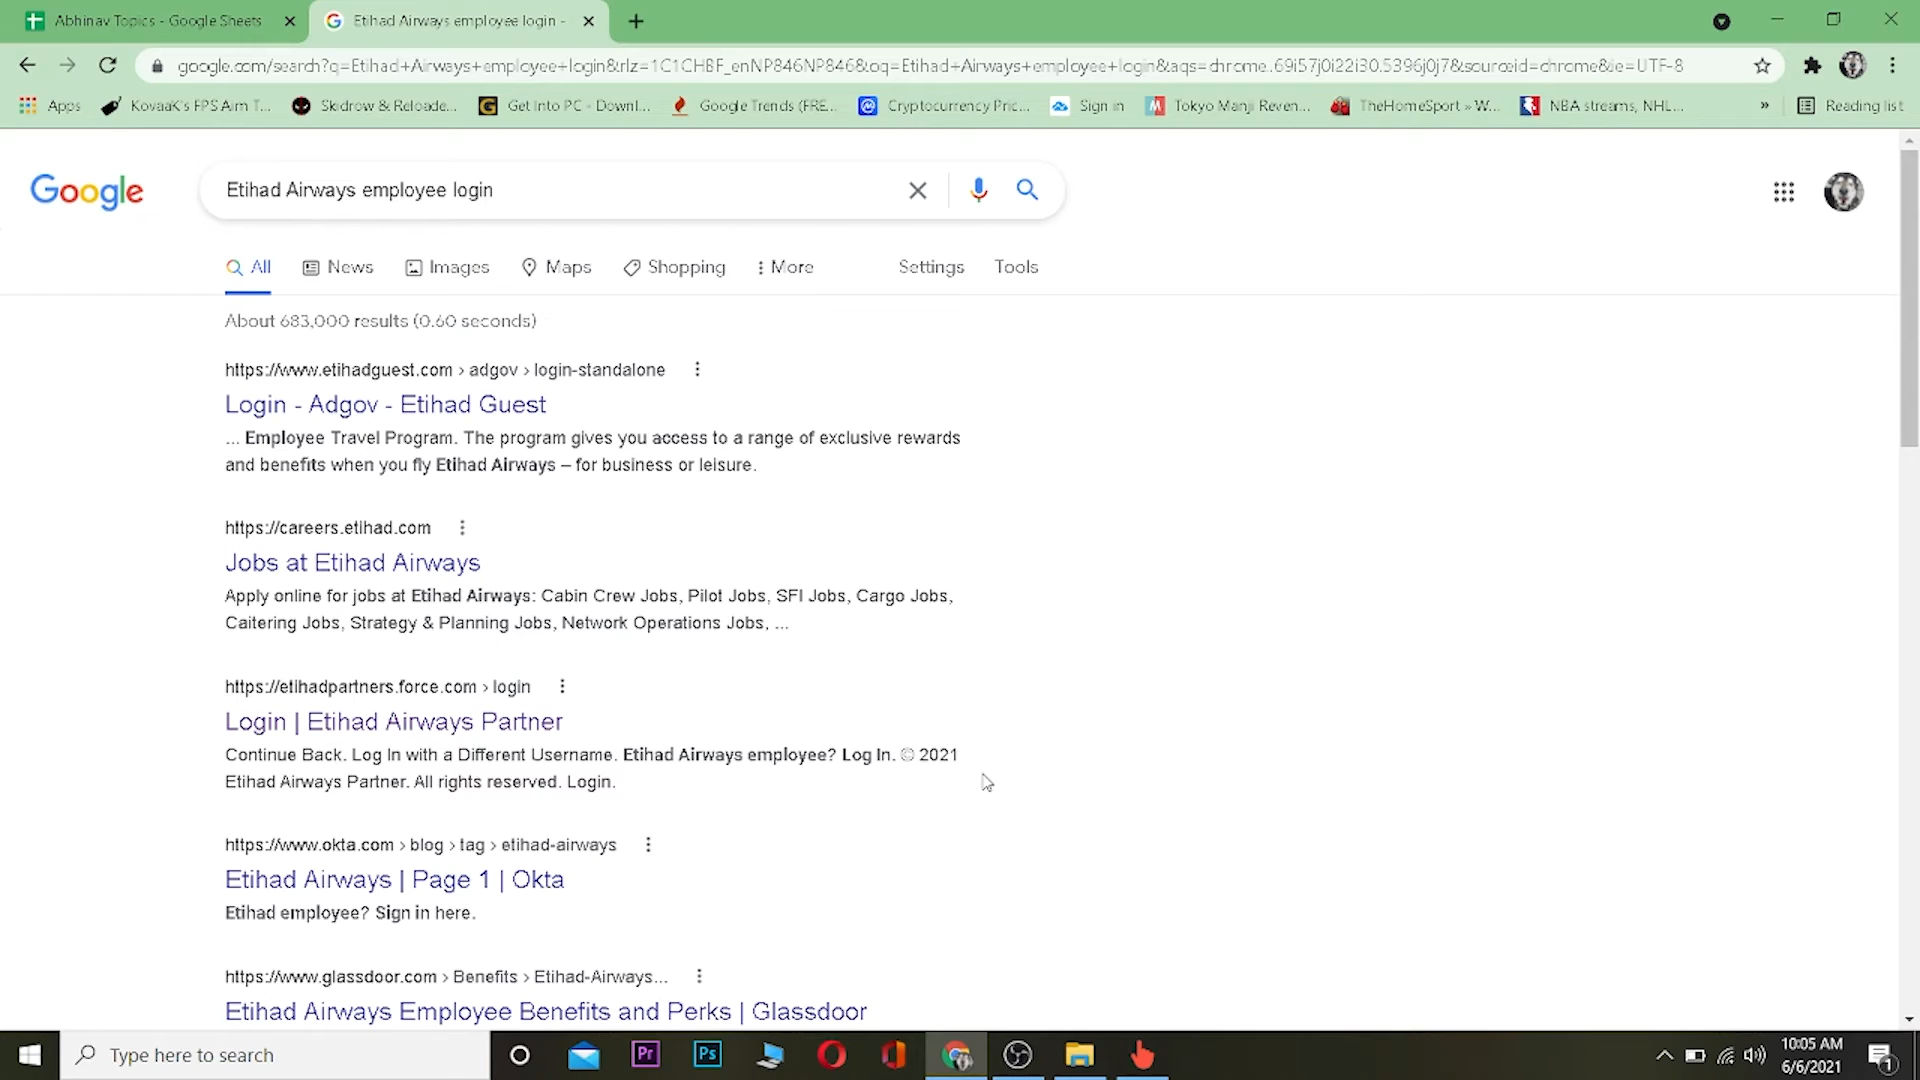 Abhinav Topics - Google Sheets
Etihad Airways employee login -
google.com/search?q=Etihad+Airways+employee+login&rlz=1C1CHBF_enNP846NP846&oq=Etihad+Airways+employee+login&aqs=chrome..69i57j0i22i30.5396j0j7&sourceid=chrome&ie=UTF-8
Apps KovaaK's FPS Aim T... Skidrow & Reloade... Get Into PC - Downl... Google Trends (FRE... Cryptocurrency Pric... Sign in Tokyo Manji Reven... TheHomeSport » W... NBA streams, NHL... » Reading list
Google
Etihad Airways employee login
All News Images Maps Shopping More Settings Tools
About 683,000 results (0.60 seconds)
https://www.etihadguest.com › adgov › login-standalone
Login - Adgov - Etihad Guest
... Employee Travel Program. The program gives you access to a range of exclusive rewards
and benefits when you fly Etihad Airways – for business or leisure.
https://careers.etihad.com
Jobs at Etihad Airways
Apply online for jobs at Etihad Airways: Cabin Crew Jobs, Pilot Jobs, SFI Jobs, Cargo Jobs,
Caitering Jobs, Strategy & Planning Jobs, Network Operations Jobs, ...
https://etihadpartners.force.com › login
Login | Etihad Airways Partner
Continue Back. Log In with a Different Username. Etihad Airways employee? Log In. © 2021
Etihad Airways Partner. All rights reserved. Login.
https://www.okta.com › blog › tag › etihad-airways
Etihad Airways | Page 1 | Okta
Etihad employee? Sign in here.
https://www.glassdoor.com › Benefits › Etihad-Airways...
Etihad Airways Employee Benefits and Perks | Glassdoor
Type here to search
Pr
Ps
10:05 AM
6/6/2021
1